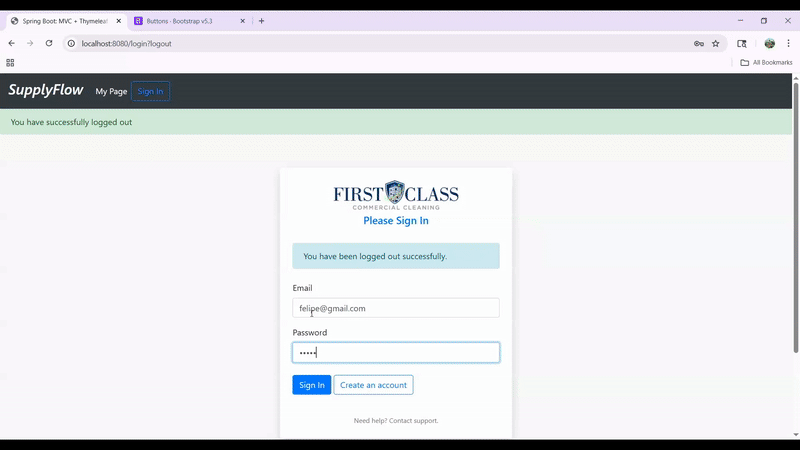 Spring Boot: MVC + Thymeleaf
Buttons · Bootstrap v5.3
localhost:8080/login?logout
All Bookmarks
SupplyFlow My Page Sign In
You have successfully logged out
FIRST CLASS
COMMERCIAL CLEANING
Please Sign In
You have been logged out successfully.
Email
felipe@gmail.com
Password
•••••
Sign In Create an account
Need help? Contact support.